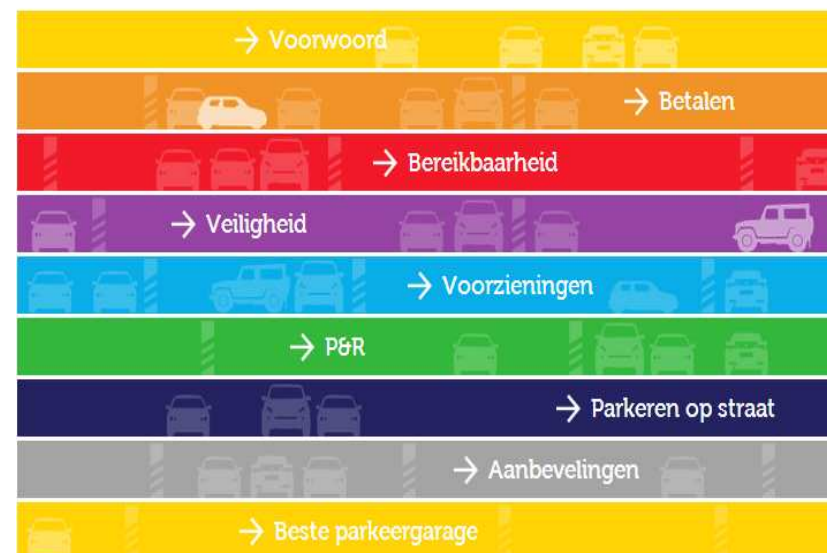 → Voorwoord
→ Betalen
→ Bereikbaarheid
→ Veiligheid
→ Voorzieningen
→ P&R
→ Parkeren op straat
→ Aanbevelingen
→ Beste parkeergarage